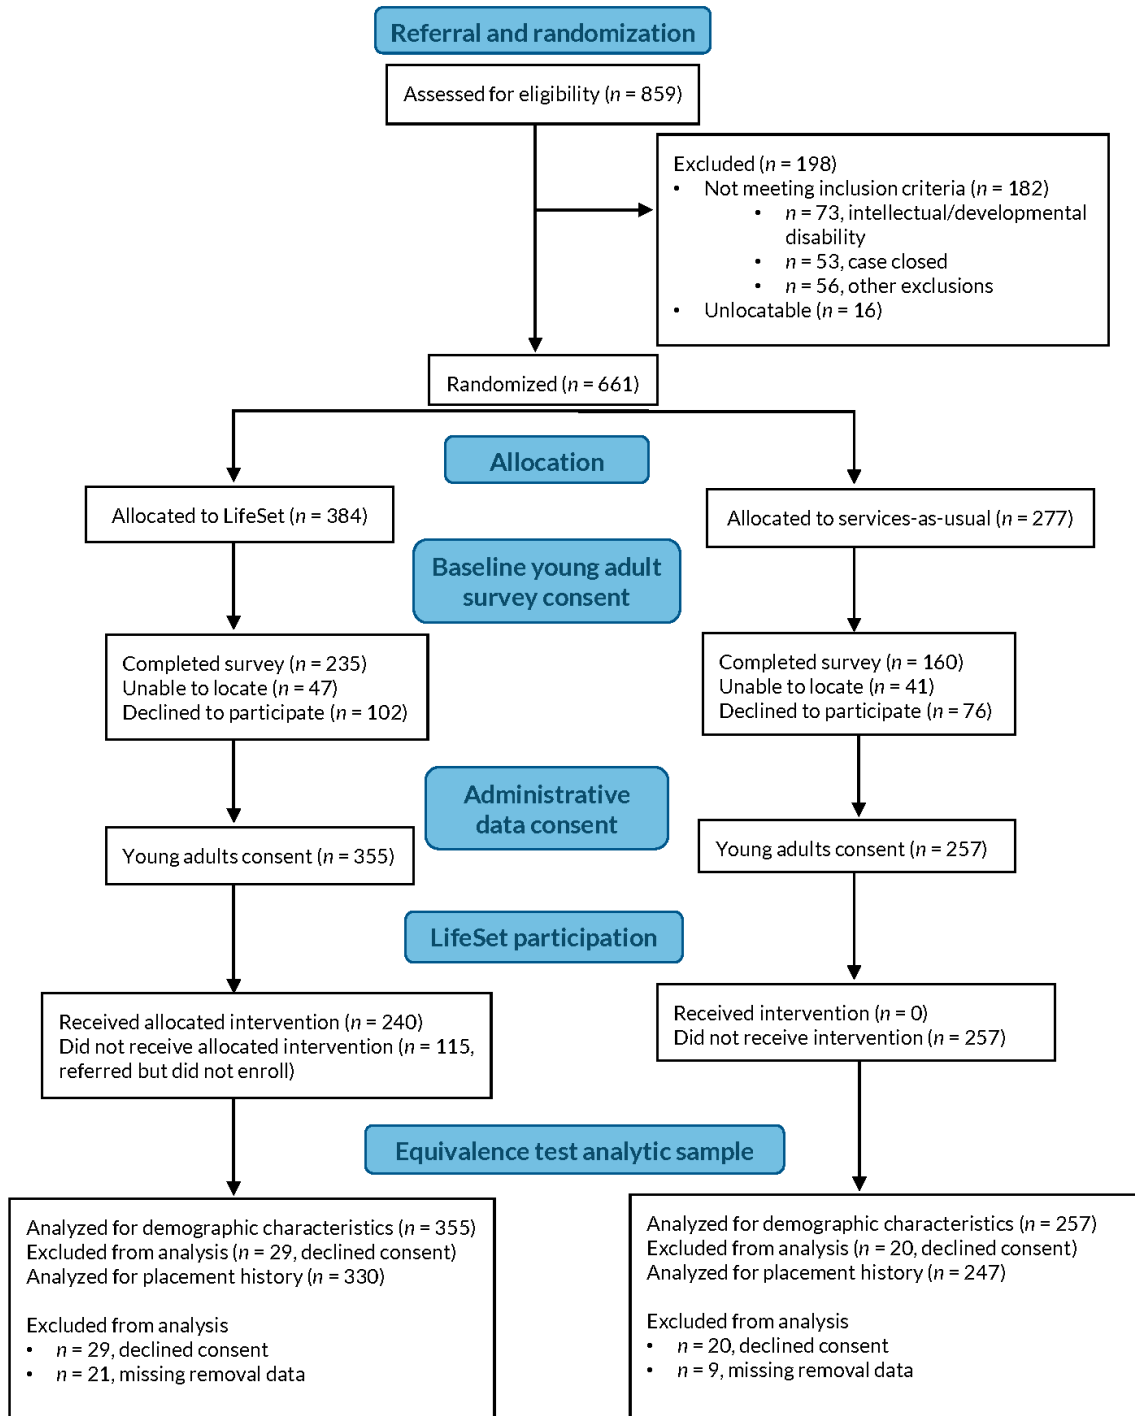 Referral and randomization
Assessed for eligibility (n = 859)
Excluded (n = 198)
• Not meeting inclusion criteria (n = 182)
• n = 73, intellectual/developmental
disability
• n = 53, case closed
• n = 56, other exclusions
• Unlocatable (n = 16)
Randomized (n = 661)
Allocation
Allocated to LifeSet (n = 384)
Allocated to services-as-usual (n = 277)
Baseline young adult
survey consent
Completed survey (n = 235)
Unable to locate (n = 47)
Declined to participate (n = 102)
Completed survey (n = 160)
Unable to locate (n = 41)
Declined to participate (n = 76)
Administrative
data consent
Young adults consent (n = 355)
Young adults consent (n = 257)
LifeSet participation
Received allocated intervention (n = 240)
Did not receive allocated intervention (n = 115,
referred but did not enroll)
Received intervention (n = 0)
Did not receive intervention (n = 257)
Equivalence test analytic sample
Analyzed for demographic characteristics (n = 355)
Excluded from analysis (n = 29, declined consent)
Analyzed for placement history (n = 330)
Excluded from analysis
• n = 29, declined consent
• n = 21, missing removal data
Analyzed for demographic characteristics (n = 257)
Excluded from analysis (n = 20, declined consent)
Analyzed for placement history (n = 247)
Excluded from analysis
• n = 20, declined consent
• n = 9, missing removal data